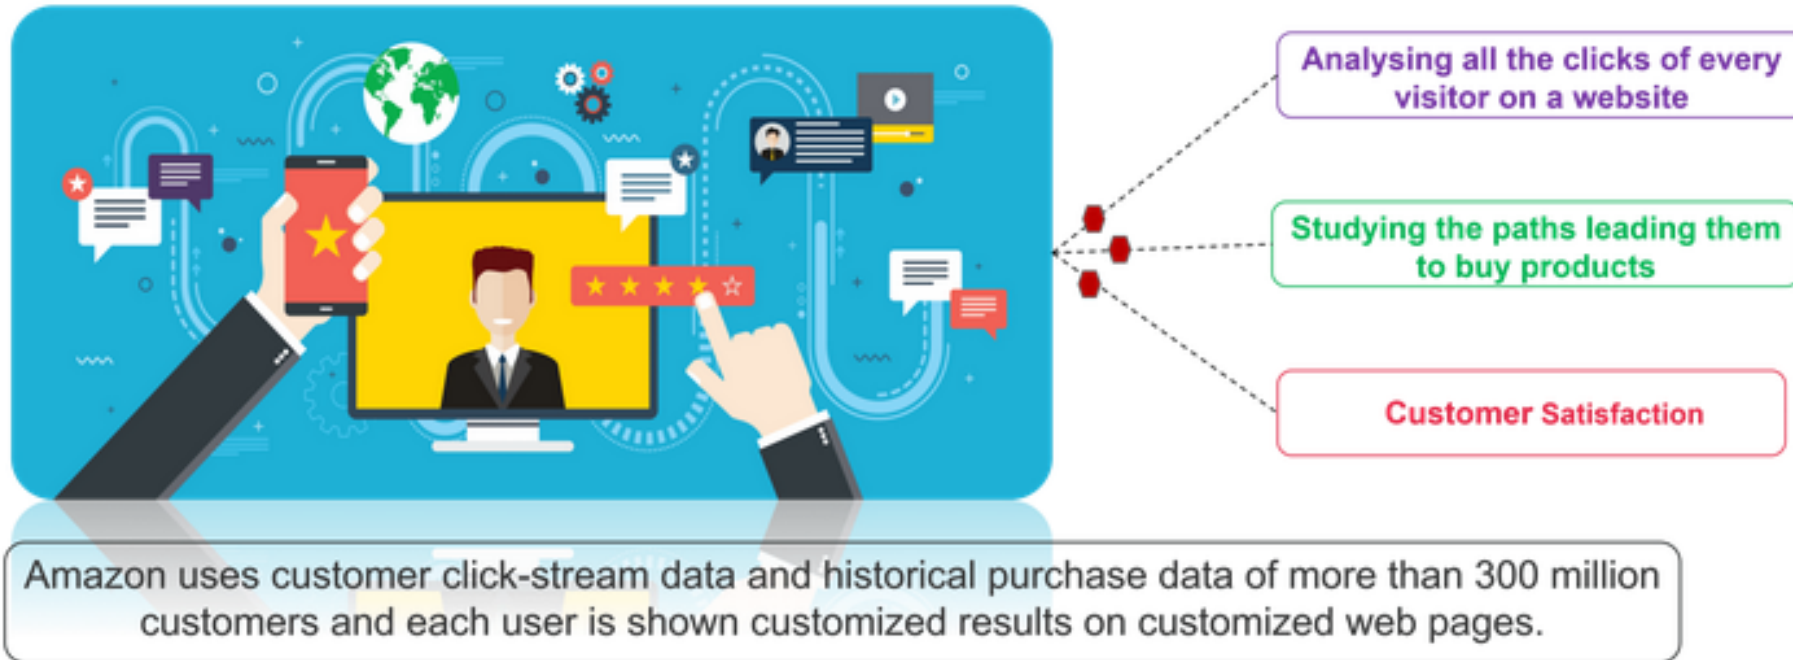 Analysing all the clicks of every
visitor on a website
Studying the paths leading them
to buy products
Customer Satisfaction
Amazon uses customer click-stream data and historical purchase data of more than 300 million
customers and each user is shown customized results on customized web pages.